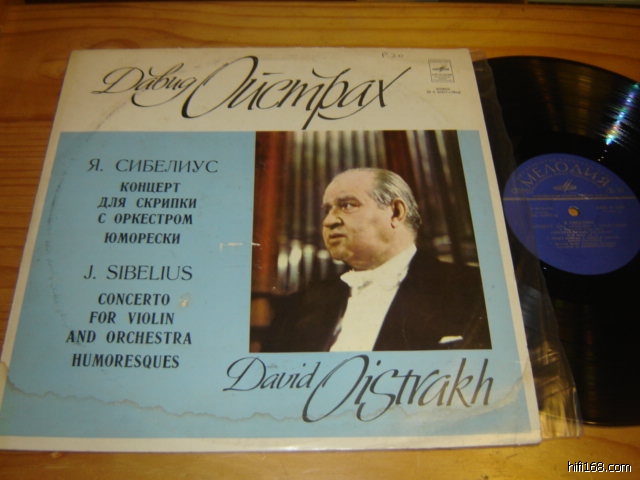 Р20
Давид Ойстрах
Я. СИБЕЛИУС
КОНЦЕРТ
ДЛЯ СКРИПКИ
С ОРКЕСТРОМ
ЮМОРЕСКИ
J. SIBELIUS
CONCERTO
FOR VIOLIN
AND ORCHESTRA
HUMORESQUES
David Oistrakh
МЕЛОДИЯ
hifi168.com